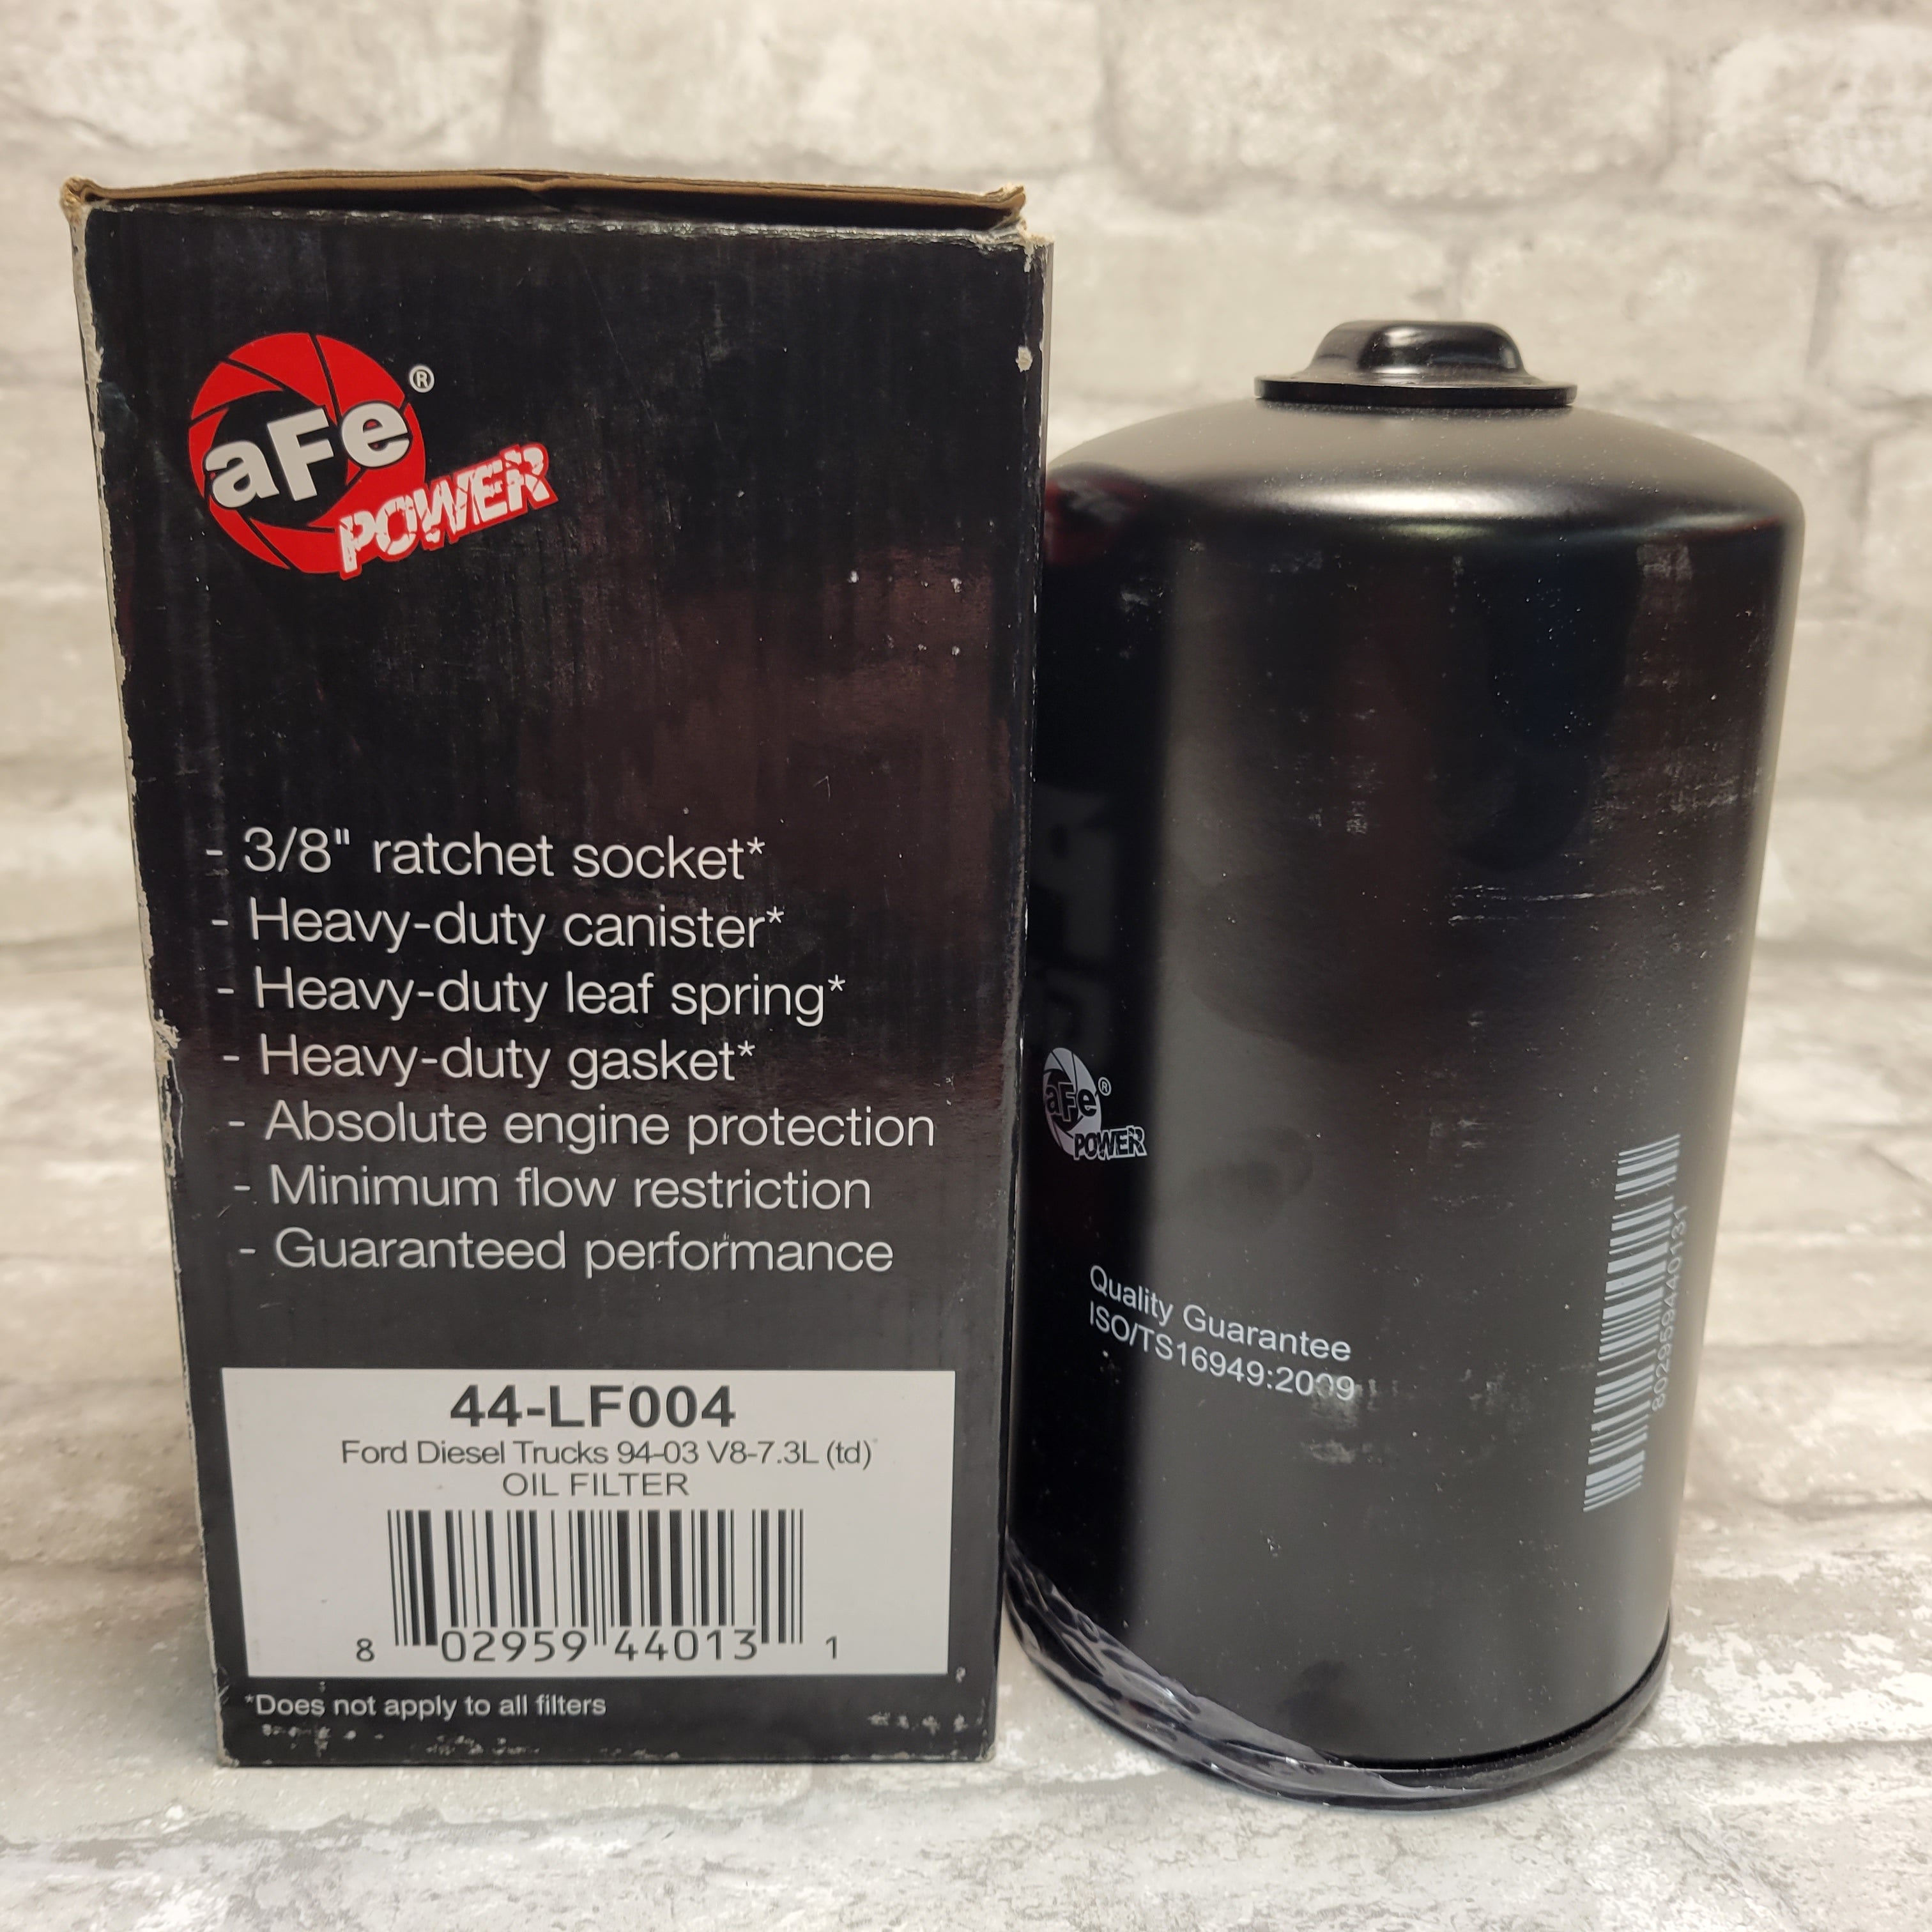 aFe®
POWER
- 3/8" ratchet socket*
- Heavy-duty canister*
- Heavy-duty leaf spring*
- Heavy-duty gasket*
- Absolute engine protection
- Minimum flow restriction
- Guaranteed performance
44-LF004
Ford Diesel Trucks 94-03 V8-7.3L (td)
OIL FILTER
8 02959 44013 1
*Does not apply to all filters
aFe®
POWER
Quality Guarantee
ISO/TS16949:2009
802959440131